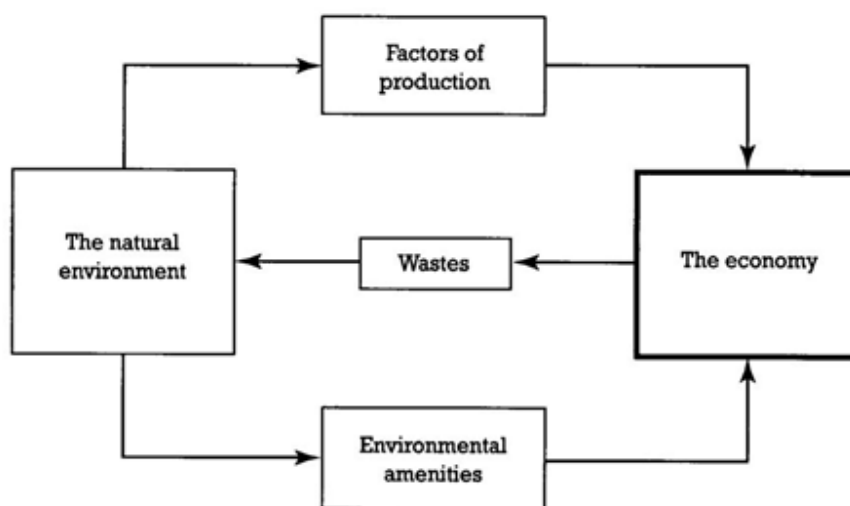 Factors of
production
The natural
environment
Wastes
The economy
Environmental
amenities